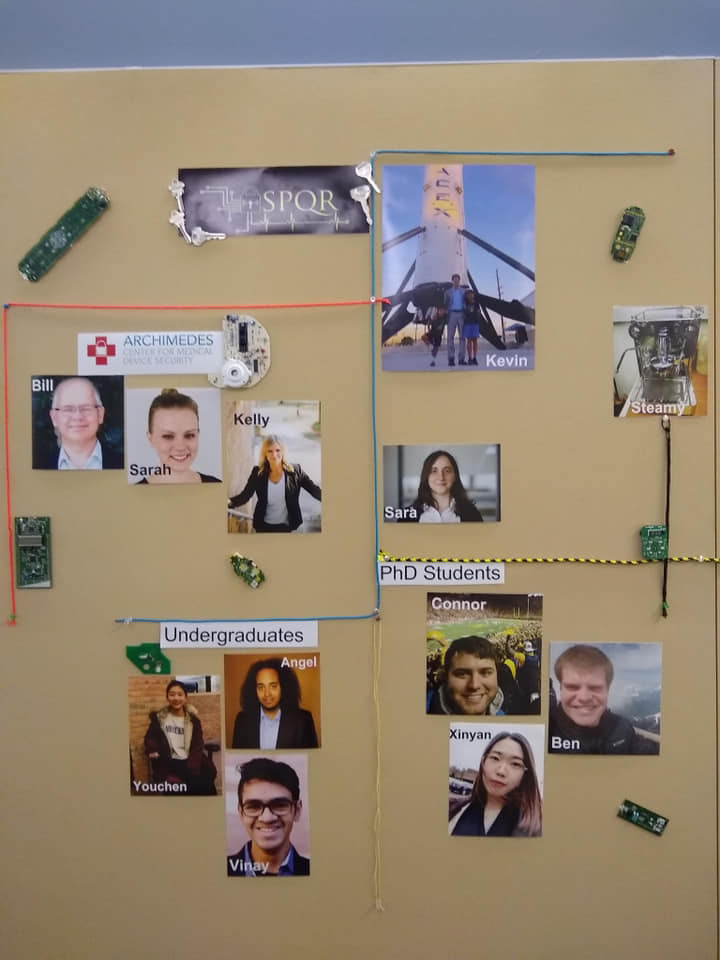 SPQR
Kevin
ARCHIMEDES
CENTER FOR MEDICAL
DEVICE SECURITY
Steamy
Bill
Sarah
Kelly
Sara
PhD Students
Undergraduates
Connor
Angel
Youchen
Xinyan
Ben
Vinay